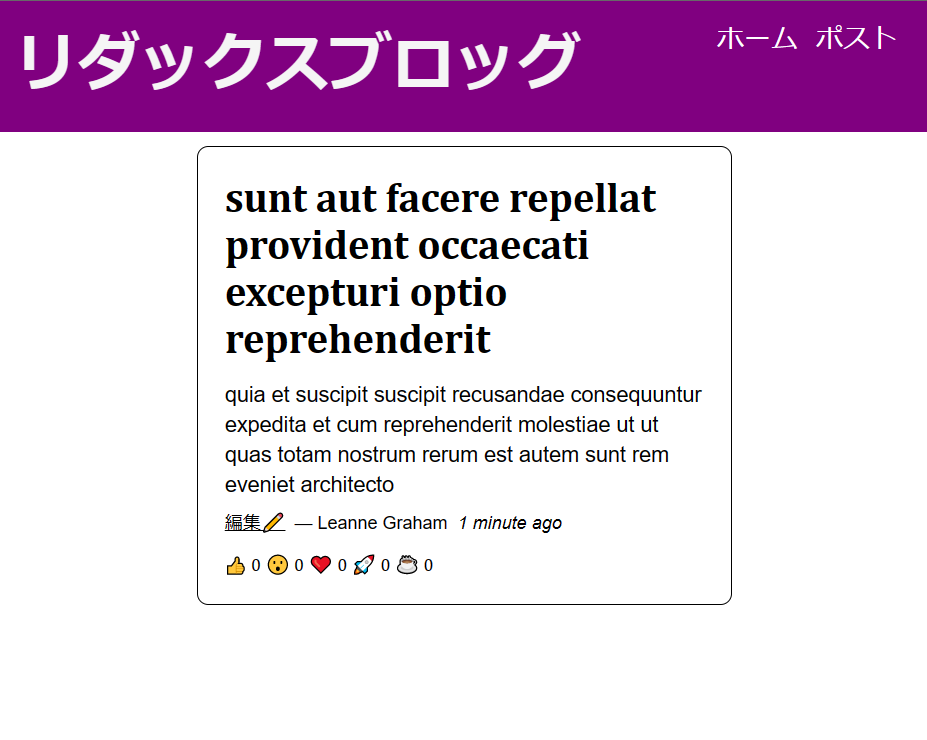 リダックスブロッグ
ホーム ポスト
sunt aut facere repellat
provident occaecati
excepturi optio
reprehenderit
quia et suscipit suscipit recusandae consequuntur
expedita et cum reprehenderit molestiae ut ut
quas totam nostrum rerum est autem sunt rem
eveniet architecto
編集✏️ — Leanne Graham 1 minute ago
👍 0 😮 0 ❤️ 0 🚀 0 ☕ 0